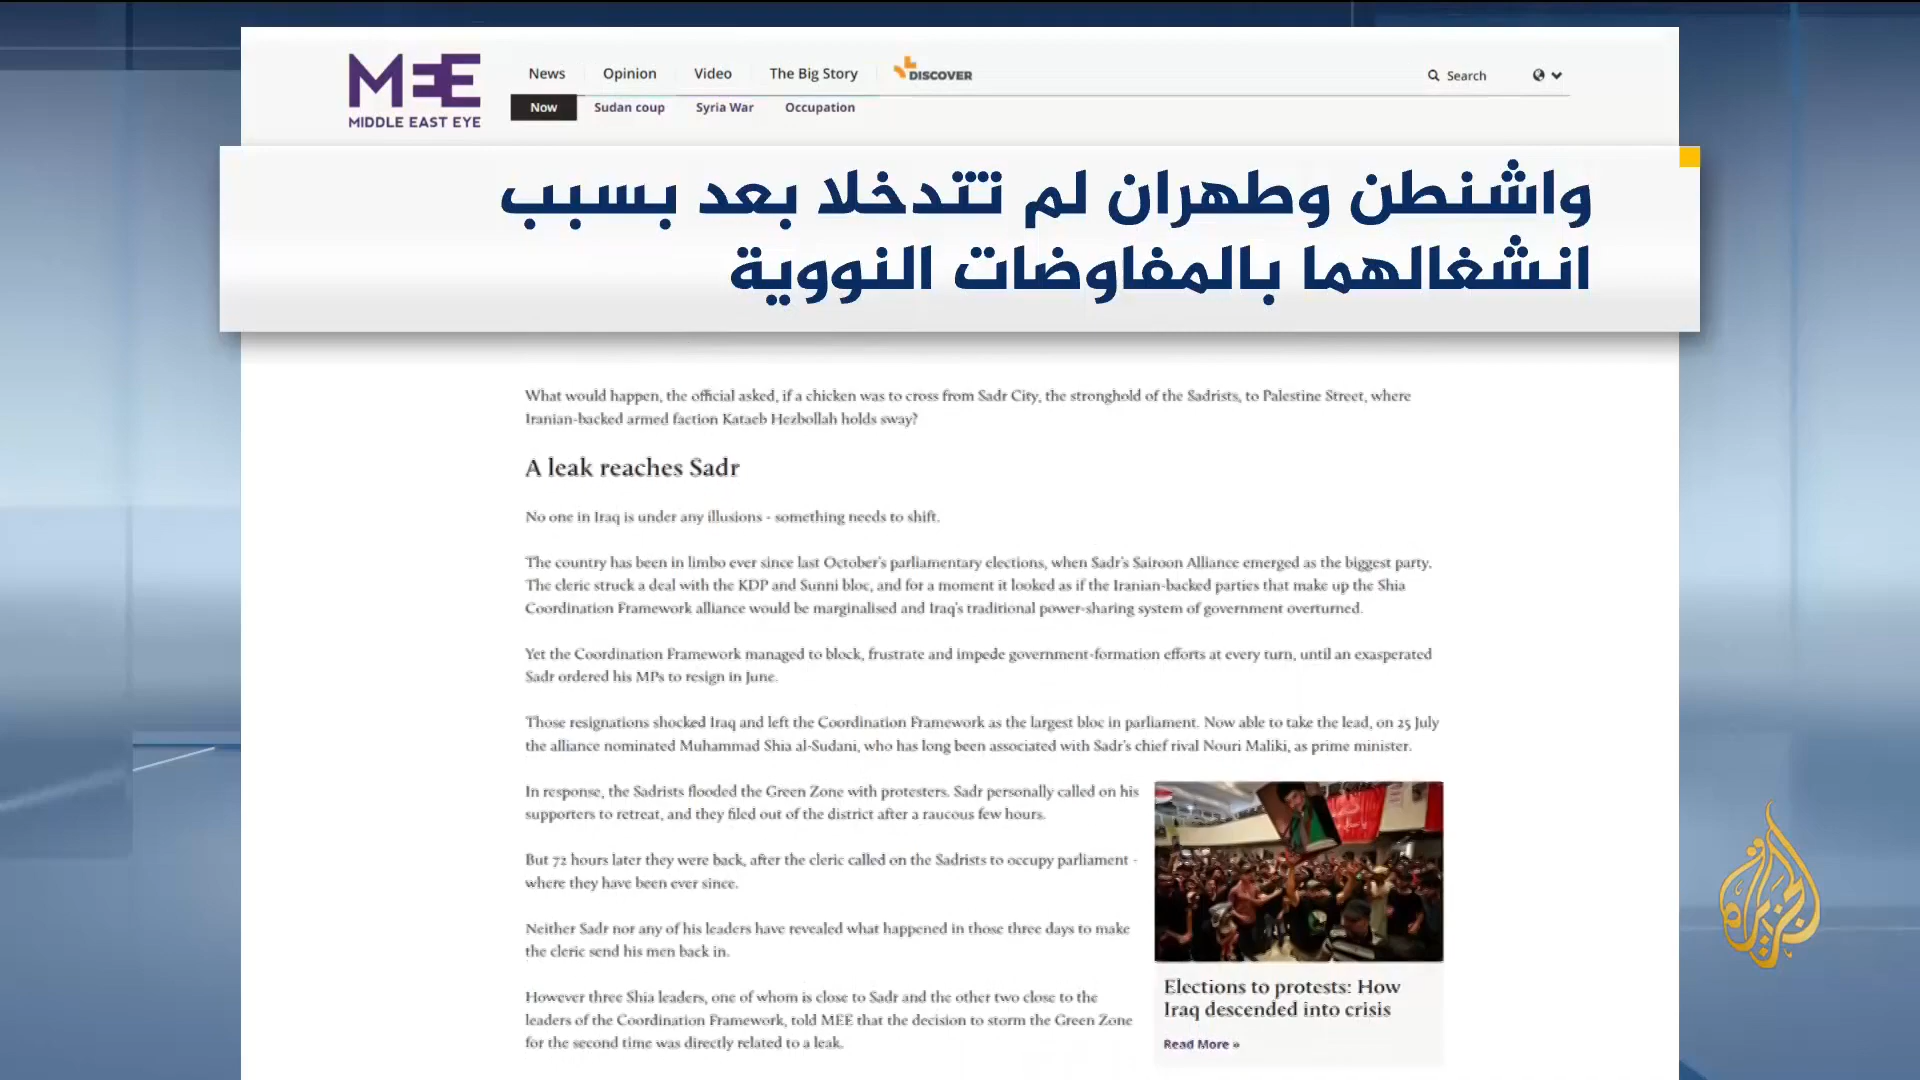 MEE
MIDDLE EAST EYE
News Opinion Video The Big Story DISCOVER
Search
Now Sudan coup Syria War Occupation
واشنطن وطهران لم تتدخلا بعد بسبب
انشغالهما بالمفاوضات النووية
What would happen, the official asked, if a chicken was to cross from Sadr City, the stronghold of the Sadrists, to Palestine Street, where
Iranian-backed armed faction Kataeb Hezbollah holds sway?
A leak reaches Sadr
No one in Iraq is under any illusions - something needs to shift.
The country has been in limbo ever since last October's parliamentary elections, when Sadr's Sairoon Alliance emerged as the biggest party.
The cleric struck a deal with the KDP and Sunni bloc, and for a moment it looked as if the Iranian-backed parties that make up the Shia
Coordination Framework alliance would be marginalised and Iraq's traditional power-sharing system of government overturned.
Yet the Coordination Framework managed to block, frustrate and impede government-formation efforts at every turn, until an exasperated
Sadr ordered his MPs to resign in June.
Those resignations shocked Iraq and left the Coordination Framework as the largest bloc in parliament. Now able to take the lead, on 25 July
the alliance nominated Muhammad Shia al-Sudani, who has long been associated with Sadr's chief rival Nouri Maliki, as prime minister.
In response, the Sadrists flooded the Green Zone with protesters. Sadr personally called on his
supporters to retreat, and they filed out of the district after a raucous few hours.
But 72 hours later they were back, after the cleric called on the Sadrists to occupy parliament -
where they have been ever since.
Neither Sadr nor any of his leaders have revealed what happened in those three days to make
the cleric send his men back in.
However three Shia leaders, one of whom is close to Sadr and the other two close to the
leaders of the Coordination Framework, told MEE that the decision to storm the Green Zone
for the second time was directly related to a leak.
Elections to protests: How
Iraq descended into crisis
Read More »
الجزيرة